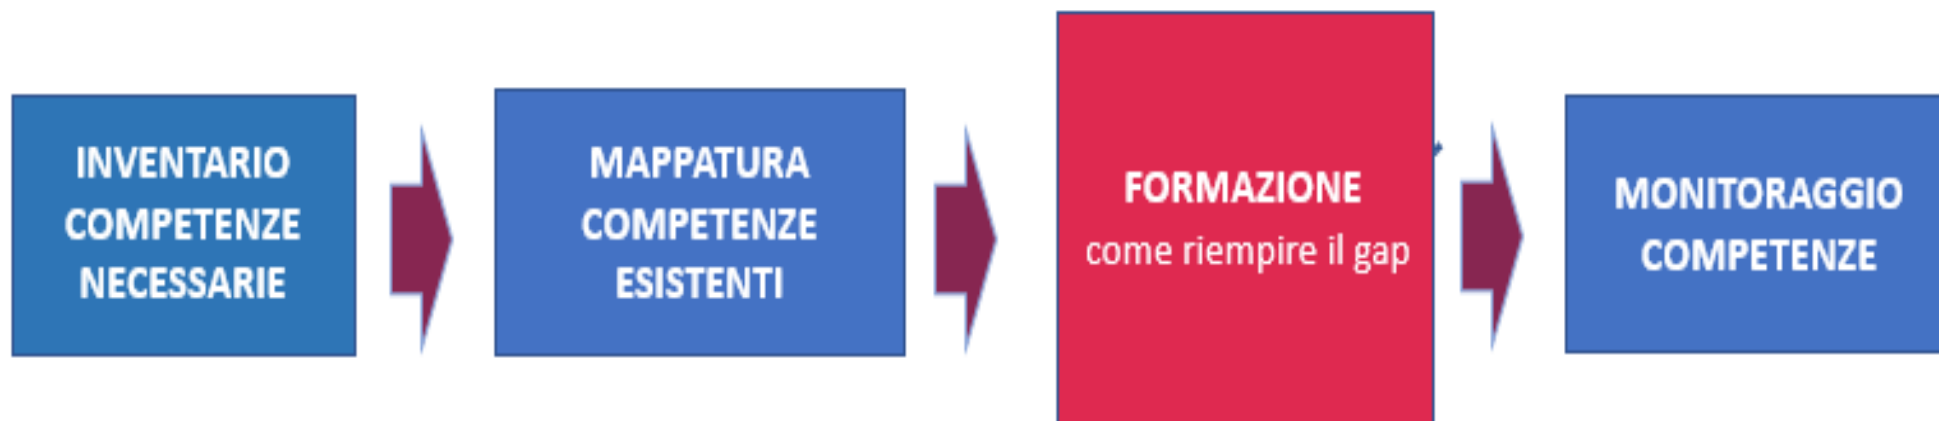 INVENTARIO
COMPETENZE
NECESSARIE
MAPPATURA
COMPETENZE
ESISTENTI
FORMAZIONE
come riempire il gap
MONITORAGGIO
COMPETENZE